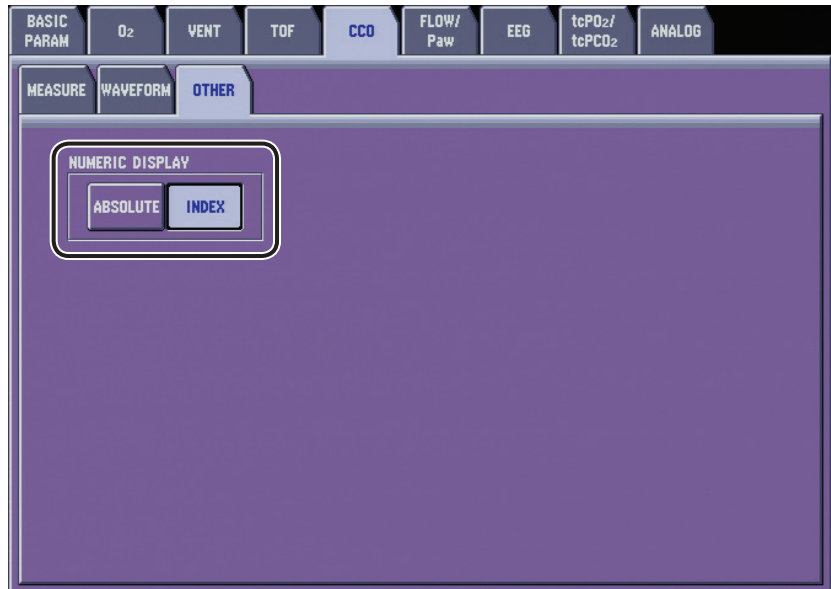 BASIC PARAM
O2
VENT
TOF
CCO
FLOW/ Paw
EEG
tcPO2/ tcPCO2
ANALOG
MEASURE
WAVEFORM
OTHER
NUMERIC DISPLAY
ABSOLUTE
INDEX